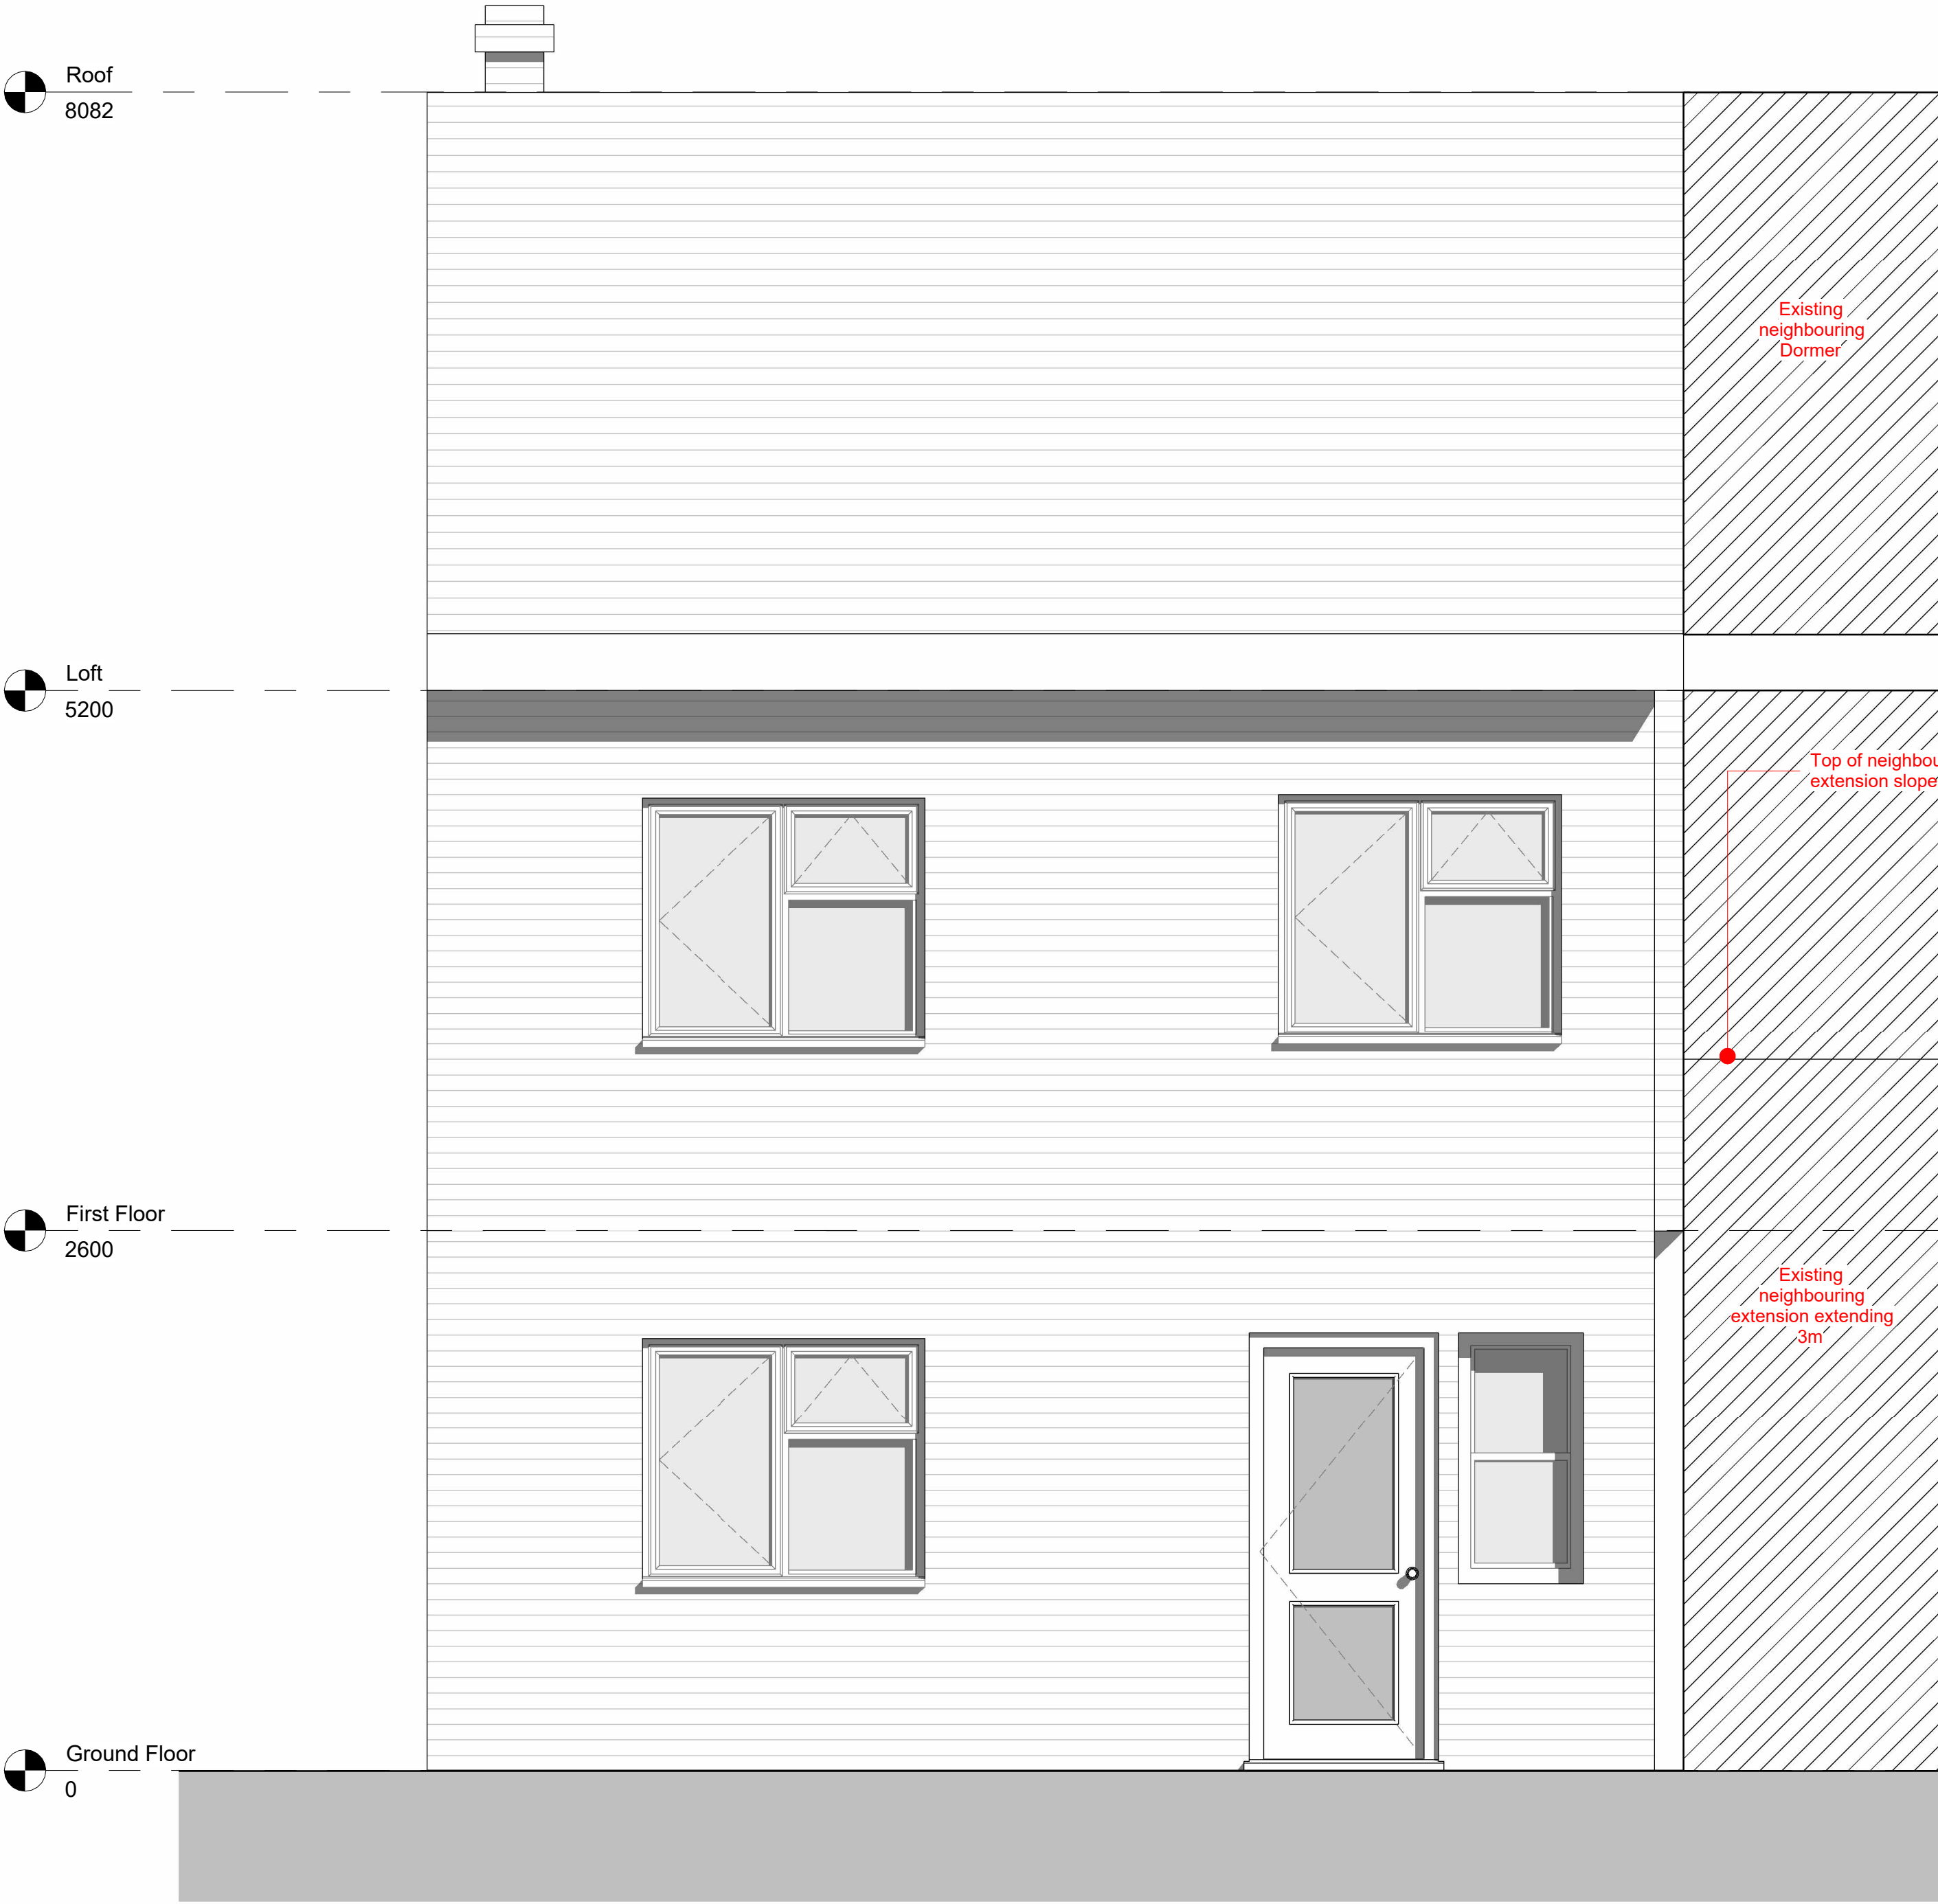 Roof
8082
Existing
neighbouring
Dormer
Loft
5200
Top of
extension slope
First Floor
2600
Existing
neighbouring
extension extending
3m
Ground Floor
0